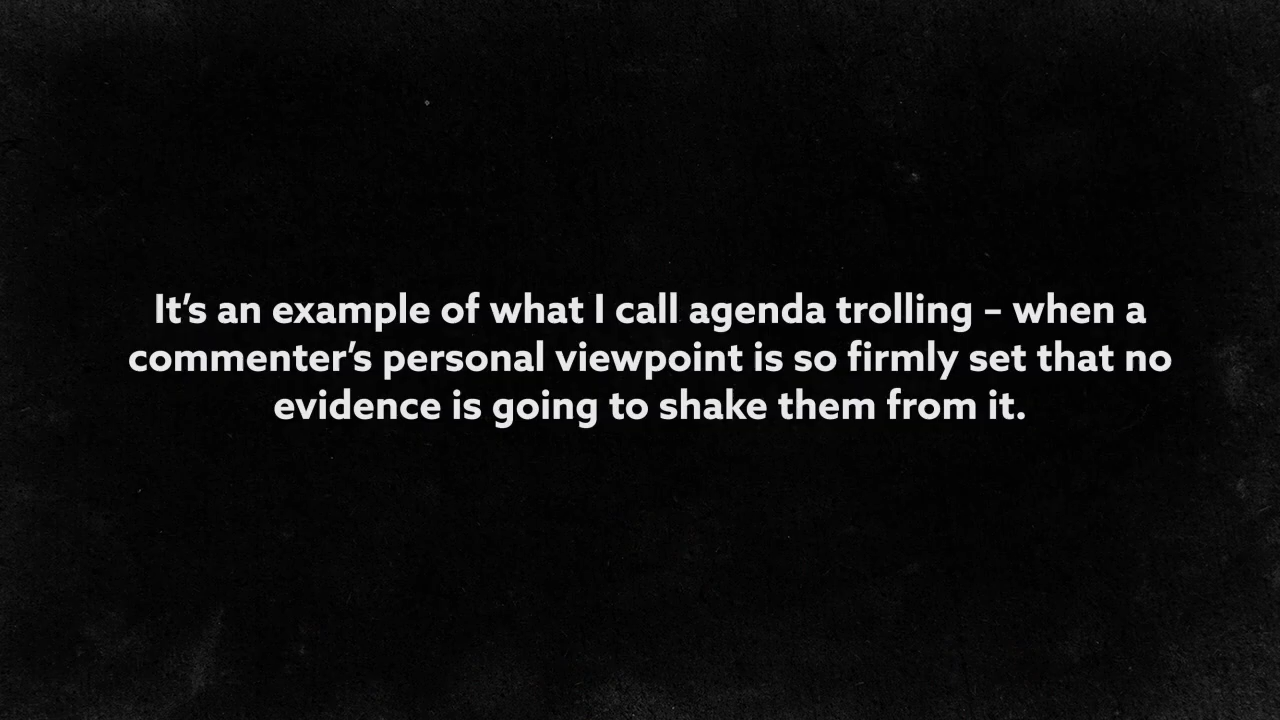 It’s an example of what I call agenda trolling – when a
commenter’s personal viewpoint is so firmly set that no
evidence is going to shake them from it.